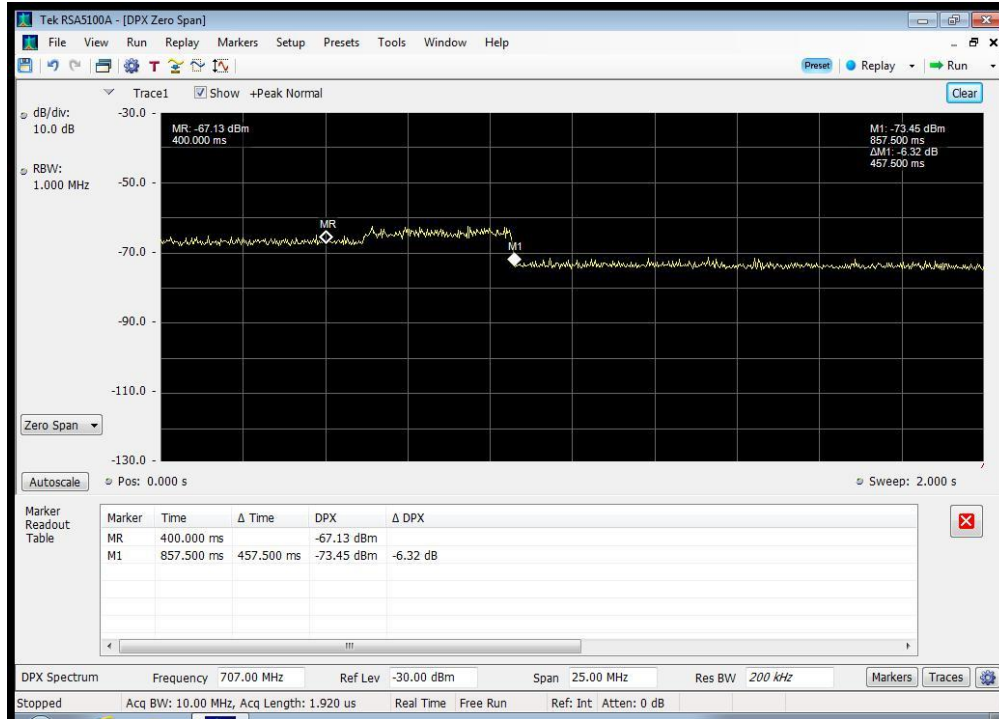 Tek RSA5100A - [DPX Zero Span]
File View Run Replay Markers Setup Presets Tools Window Help
Preset Replay Run
Trace1 Show +Peak Normal Clear
dB/div:
10.0 dB
RBW:
1.000 MHz
-30.0
-50.0
-70.0
-90.0
-110.0
-130.0
MR: -67.13 dBm
400.000 ms
M1: -73.45 dBm
857.500 ms
ΔM1: -6.32 dB
457.500 ms
MR
M1
Zero Span
Autoscale Pos: 0.000 s Sweep: 2.000 s
Marker
Readout
Table
Marker Time Δ Time DPX Δ DPX
MR 400.000 ms -67.13 dBm
M1 857.500 ms 457.500 ms -73.45 dBm -6.32 dB
DPX Spectrum Frequency 707.00 MHz Ref Lev -30.00 dBm Span 25.00 MHz Res BW 200 kHz Markers Traces
Stopped Acq BW: 10.00 MHz, Acq Length: 1.920 us Real Time Free Run Ref: Int Atten: 0 dB